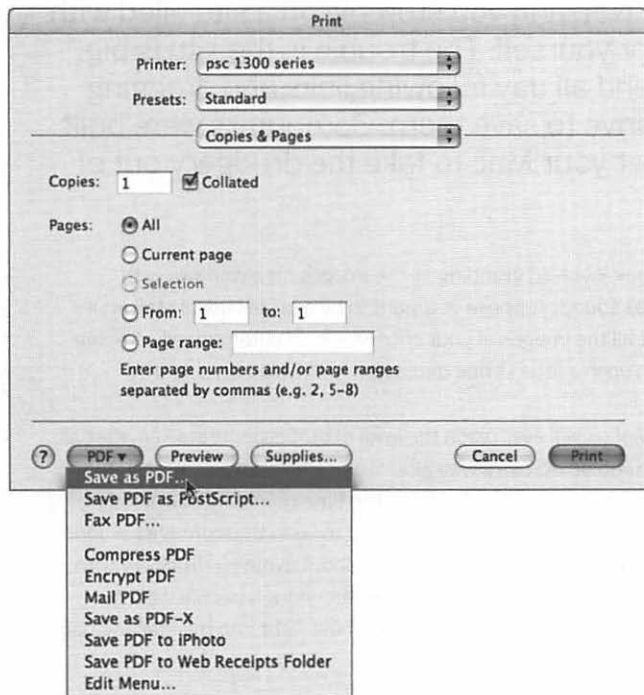 Print
Printer: psc 1300 series
Presets: Standard
Copies & Pages
Copies: 1 Collated
Pages: All
Current page
Selection
From: 1 to: 1
Page range:
Enter page numbers and/or page ranges
separated by commas (e.g. 2, 5-8)
? PDF▼ Preview Supplies... Cancel Print
Save as PDF...
Save PDF as PostScript...
Fax PDF...
Compress PDF
Encrypt PDF
Mail PDF
Save as PDF-X
Save PDF to iPhoto
Save PDF to Web Receipts Folder
Edit Menu...